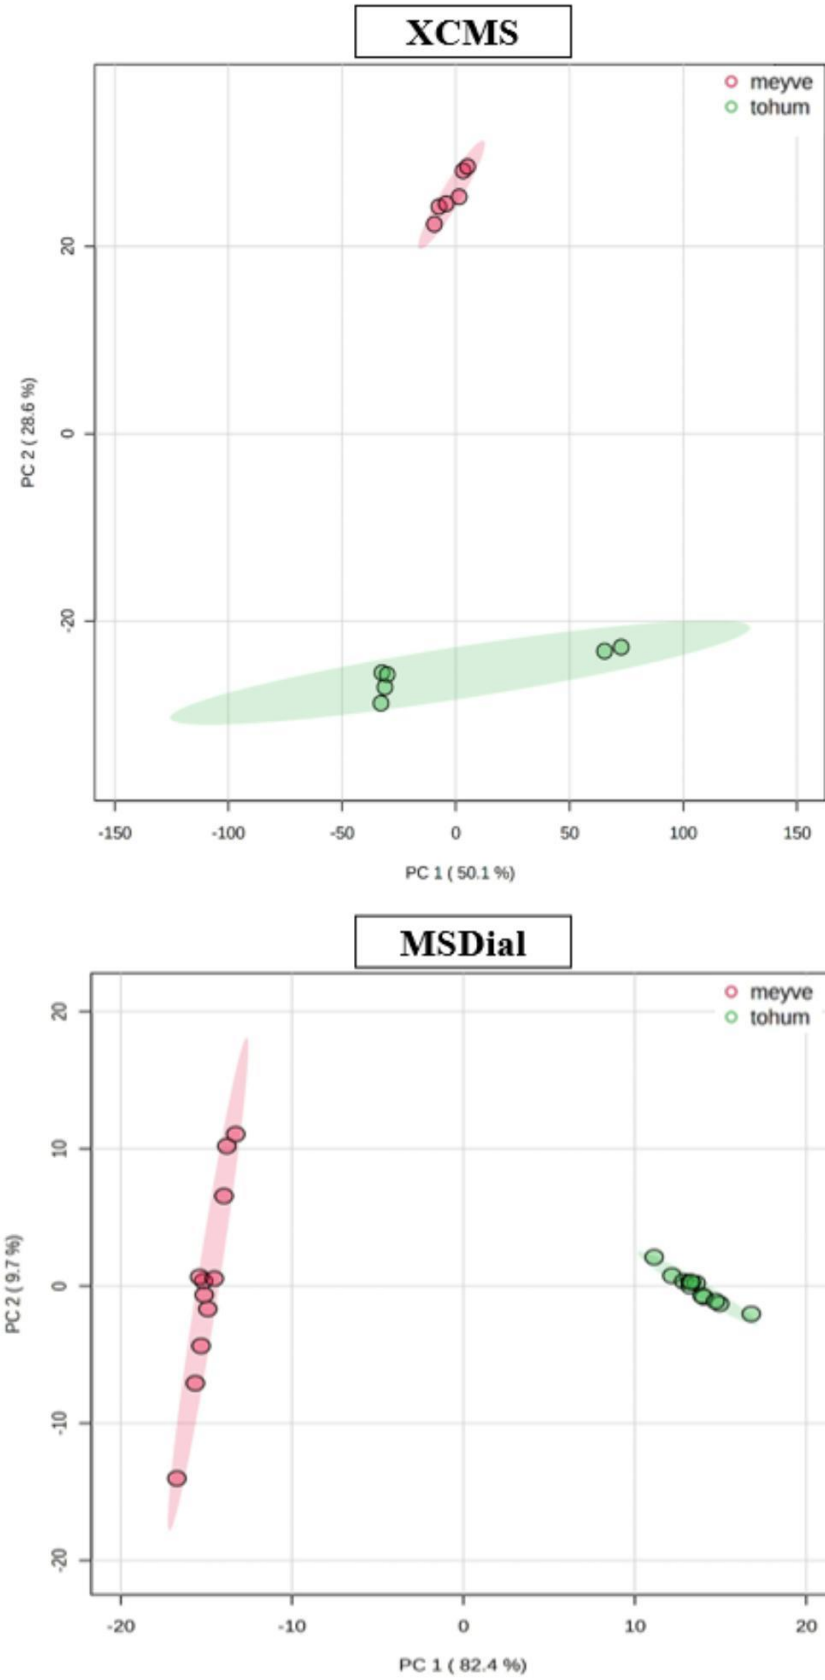 XCMS
meyve
tohum
20
0
-20
PC 2 ( 28.6 %)
-150 -100 -50 0 50 100 150
PC 1 ( 50.1 %)
MSDial
meyve
tohum
20
10
0
-10
-20
PC 2 ( 9.7 %)
-20 -10 0 10 20
PC 1 ( 82.4 %)